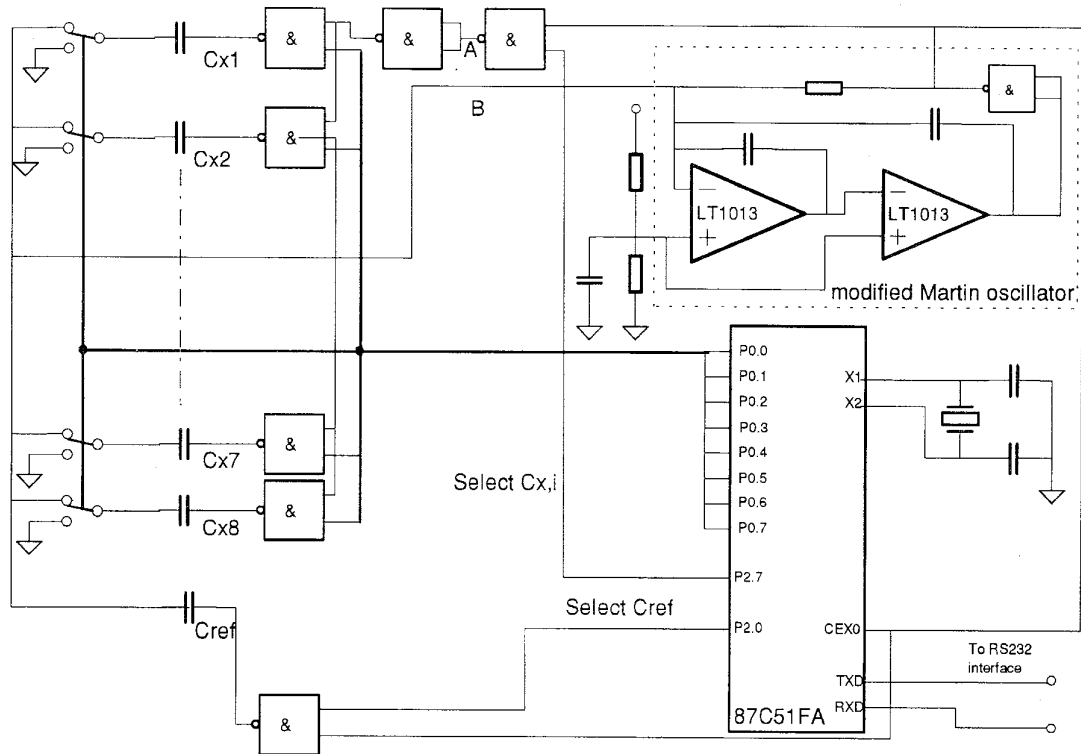 &
&
A
&
Cx1
B
&
&
Cx2
LT1013
LT1013
modified Martin oscillator
P0.0
P0.1
X1
P0.2
X2
P0.3
P0.4
&
Cx7
Select Cx,i
P0.5
P0.6
&
Cx8
P0.7
P2.7
Select Cref
P2.0
CEX0
Cref
To RS232
interface
TXD
RXD
&
87C51FA